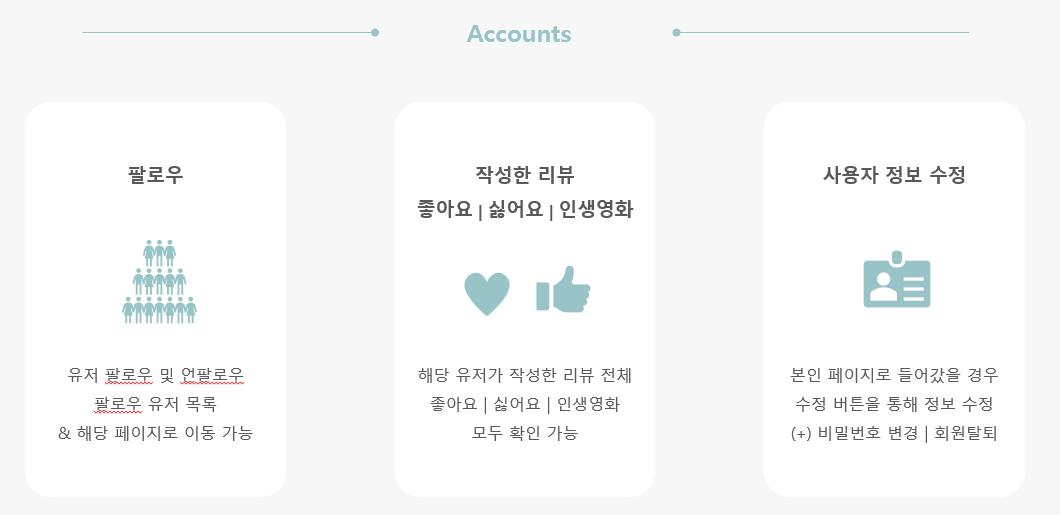 Accounts
팔로우
유저 팔로우 및 언팔로우
팔로우 유저 목록
& 해당 페이지로 이동 가능
작성한 리뷰
좋아요 | 싫어요 | 인생영화
해당 유저가 작성한 리뷰 전체
좋아요 | 싫어요 | 인생영화
모두 확인 가능
사용자 정보 수정
본인 페이지로 들어갔을 경우
수정 버튼을 통해 정보 수정
(+) 비밀번호 변경 | 회원탈퇴